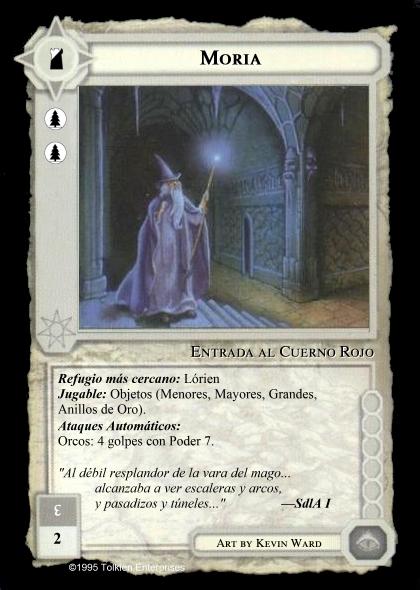 Moria
Entrada al Cuerno Rojo
Refugio más cercano: Lórien
Jugable: Objetos (Menores, Mayores, Grandes,
Anillos de Oro).
Ataques Automáticos:
Orcos: 4 golpes con Poder 7.
"Al débil resplandor de la vara del mago...
alcanzaba a ver escaleras y arcos,
y pasadizos y túneles..." —SdlA I
ε
2
Art by Kevin Ward
©1995 Tolkien Enterprises